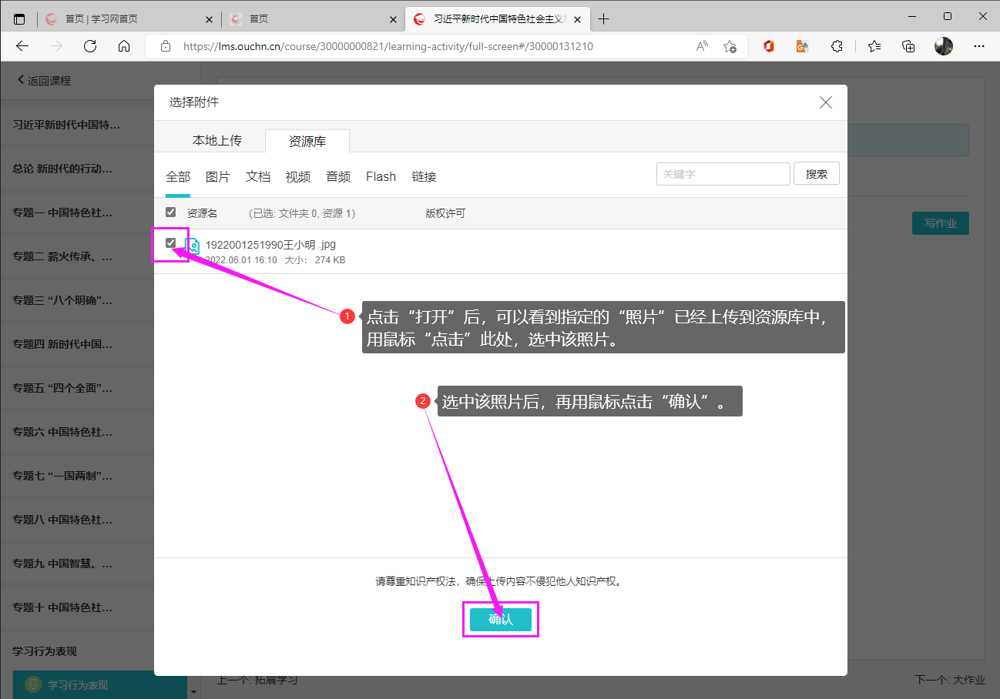 首页 | 学习网首页
首页
习近平新时代中国特色社会主义
https://lms.ouchn.cn/course/30000000821/learning-activity/full-screen#/30000131210
返回课程
习近平新时代中国特...
总论 新时代的行动...
专题一 中国特色社...
专题二 薪火传承、...
专题三 “八个明确”...
专题四 新时代中国...
专题五 “四个全面”...
专题六 中国特色社...
专题七 “一国两制”...
专题八 中国特色社...
专题九 中国智慧、...
专题十 中国特色社...
学习行为表现
学习行为表现
选择附件
本地上传
资源库
全部 图片 文档 视频 音频 Flash 链接
关键字
搜索
资源名 (已选: 文件夹 0, 资源 1) 版权许可
1922001251990王小明 .jpg
2022.06.01 16:10 大小: 274 KB
1
点击“打开”后，可以看到指定的“照片”已经上传到资源库中，
用鼠标“点击”此处，选中该照片。
2
选中该照片后，再用鼠标点击“确认”。
请尊重知识产权法，确保上传内容不侵犯他人知识产权。
确认
写作业
上一个: 拓展学习
下一个: 大作业